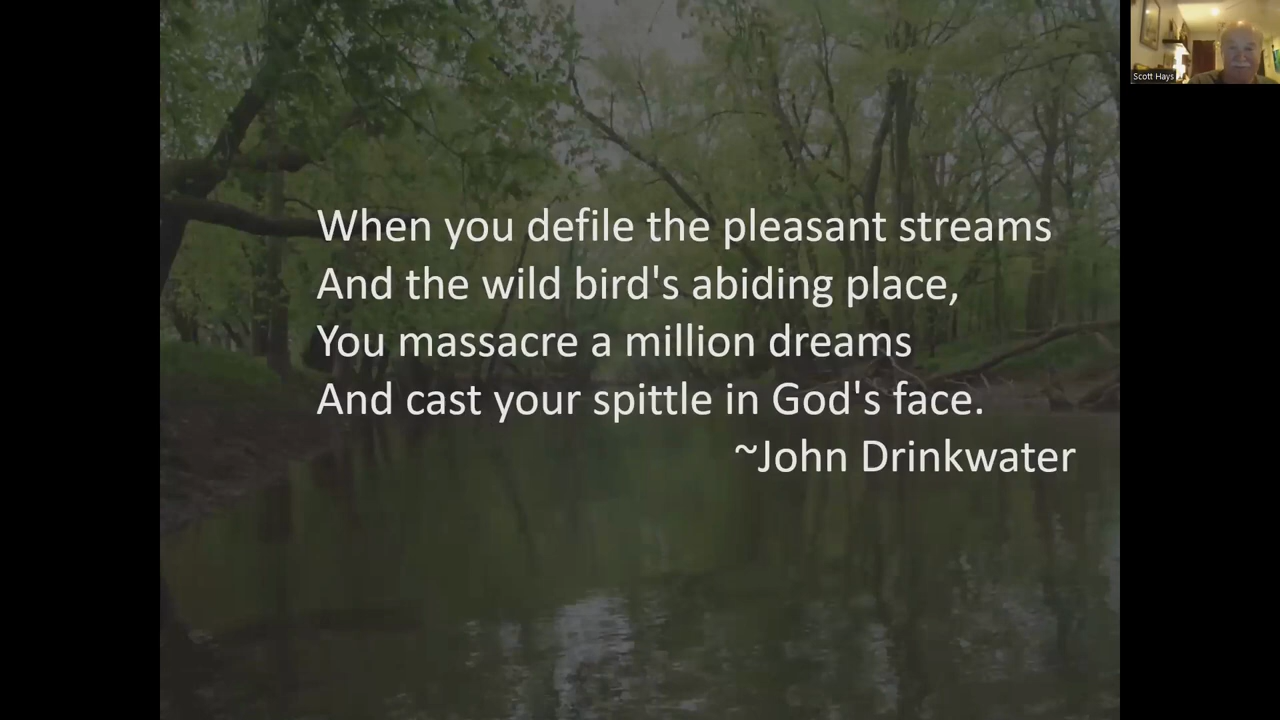 When you defile the pleasant streams
And the wild bird's abiding place,
You massacre a million dreams
And cast your spittle in God's face.
~John Drinkwater
Scott Hays